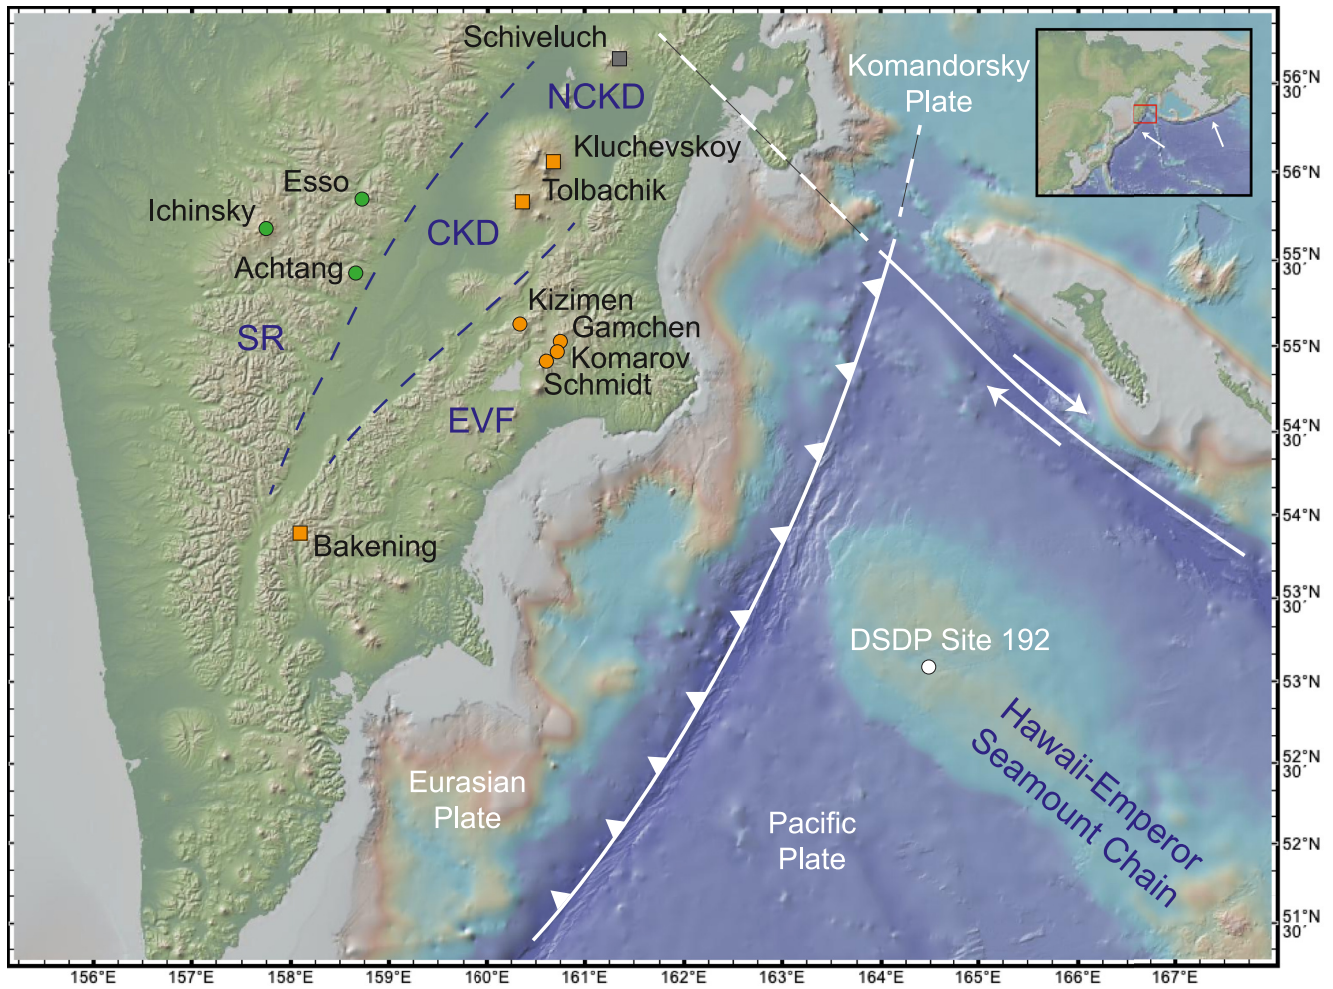 Schiveluch
NCKD
Komandorsky
Plate
Kluchevskoy
Tolbachik
Esso
Ichinsky
CKD
Achtang
SR
Kizimen
Gamchen
Komarov
Schmidt
EVF
Bakening
DSDP Site 192
Hawaii-Emperor
Seamount Chain
Eurasian
Plate
Pacific
Plate
56°N
30'
56°N
55°N
30'
55°N
54°N
30'
54°N
53°N
30'
53°N
52°N
30'
52°N
51°N
30'
156°E
157°E
158°E
159°E
160°E
161°E
162°E
163°E
164°E
165°E
166°E
167°E